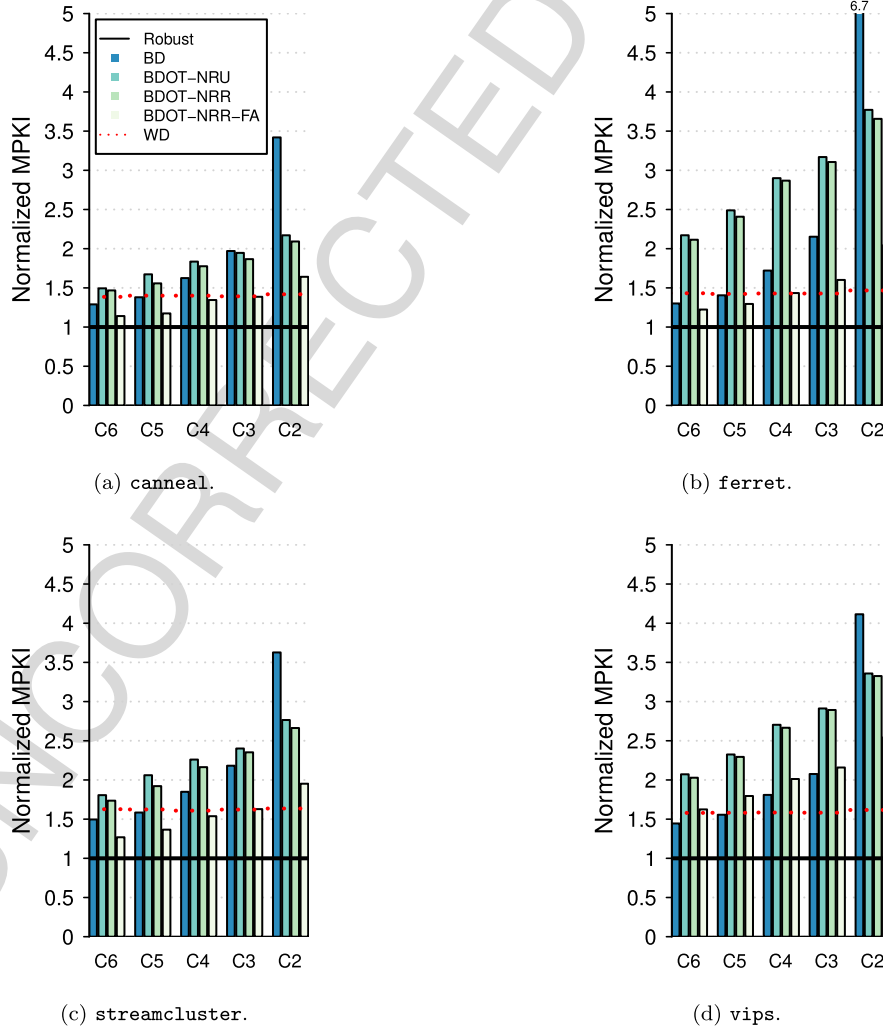 5
4.5
4
3.5
3
2.5
2
1.5
1
0.5
0
Normalized MPKI
Robust
BD
BDOT−NRU
BDOT−NRR
BDOT−NRR−FA
WD
C6 C5 C4 C3 C2
(a) canneal.
6.7
5
4.5
4
3.5
3
2.5
2
1.5
1
0.5
0
Normalized MPKI
C6 C5 C4 C3 C2
(b) ferret.
5
4.5
4
3.5
3
2.5
2
1.5
1
0.5
0
Normalized MPKI
C6 C5 C4 C3 C2
(c) streamcluster.
5
4.5
4
3.5
3
2.5
2
1.5
1
0.5
0
Normalized MPKI
C6 C5 C4 C3 C2
(d) vips.
NCORRECTED